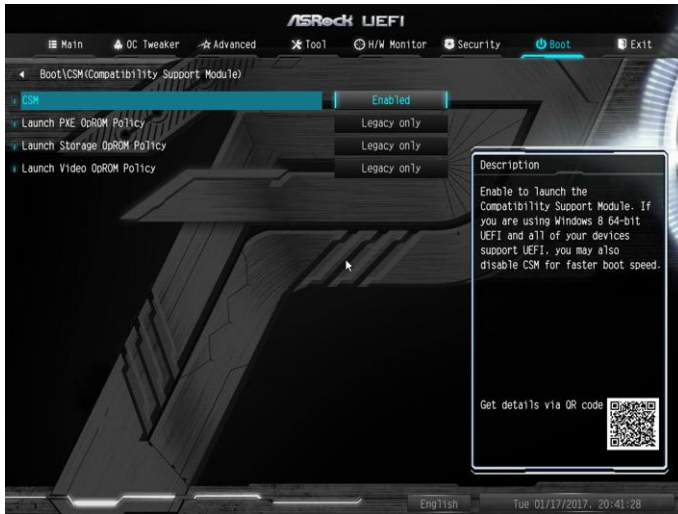 ASRock UEFI
Main OC Tweaker Advanced Tool H/W Monitor Security Boot Exit
Boot\CSM(Compatibility Support Module)
CSM Enabled
Launch PXE OpROM Policy Legacy only
Launch Storage OpROM Policy Legacy only
Launch Video OpROM Policy Legacy only
Description
Enable to launch the
Compatibility Support Module. If
you are using Windows 8 64-bit
UEFI and all of your devices
support UEFI, you may also
disable CSM for faster boot speed.
Get details via QR code
English Tue 01/17/2017, 20:41:28